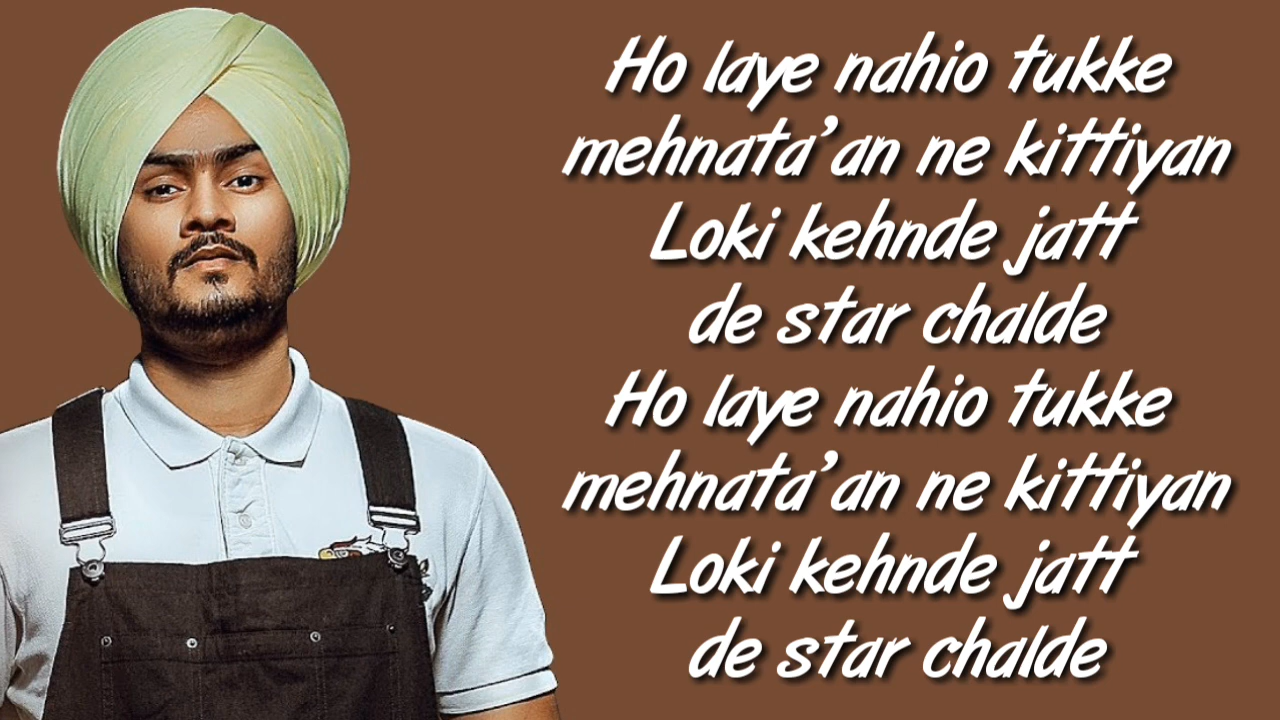 Ho laye nahio tukke
mehnata'an ne kittiyan
Loki kehnde jatt
de star chalde
Ho laye nahio tukke
mehnata'an ne kittiyan
Loki kehnde jatt
de star chalde